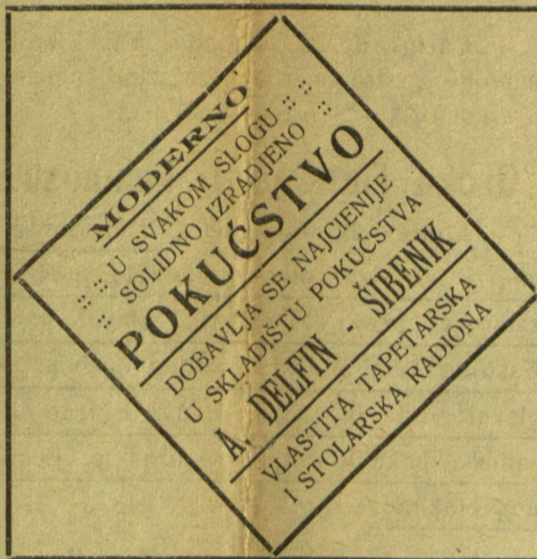 MODERNO
:: :: U SVAKOM SLOGU :: ::
:: SOLIDNO IZRADJENO ::
POKUĆSTVO
DOBAVLJA SE NAJCIENIJE
U SKLADIŠTU POKUĆSTVA
A. DELFIN - ŠIBENIK
VLASTITA TAPETARSKA
I STOLARSKA RADIONA